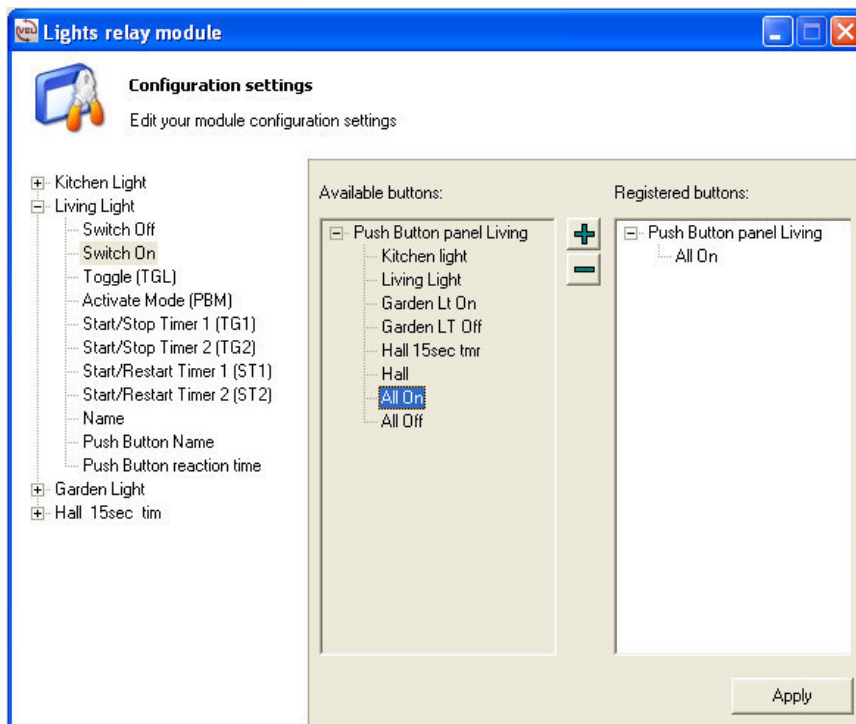 Lights relay module
Configuration settings
Edit your module configuration settings
Kitchen Light
Living Light
Switch Off
Switch On
Toggle (TGL)
Activate Mode (PBM)
Start/Stop Timer 1 (TG1)
Start/Stop Timer 2 (TG2)
Start/Restart Timer 1 (ST1)
Start/Restart Timer 2 (ST2)
Name
Push Button Name
Push Button reaction time
Garden Light
Hall 15sec tim
Available buttons:
Push Button panel Living
Kitchen light
Living Light
Garden Lt On
Garden LT Off
Hall 15sec tmr
Hall
All On
All Off
Registered buttons:
Push Button panel Living
All On
Apply